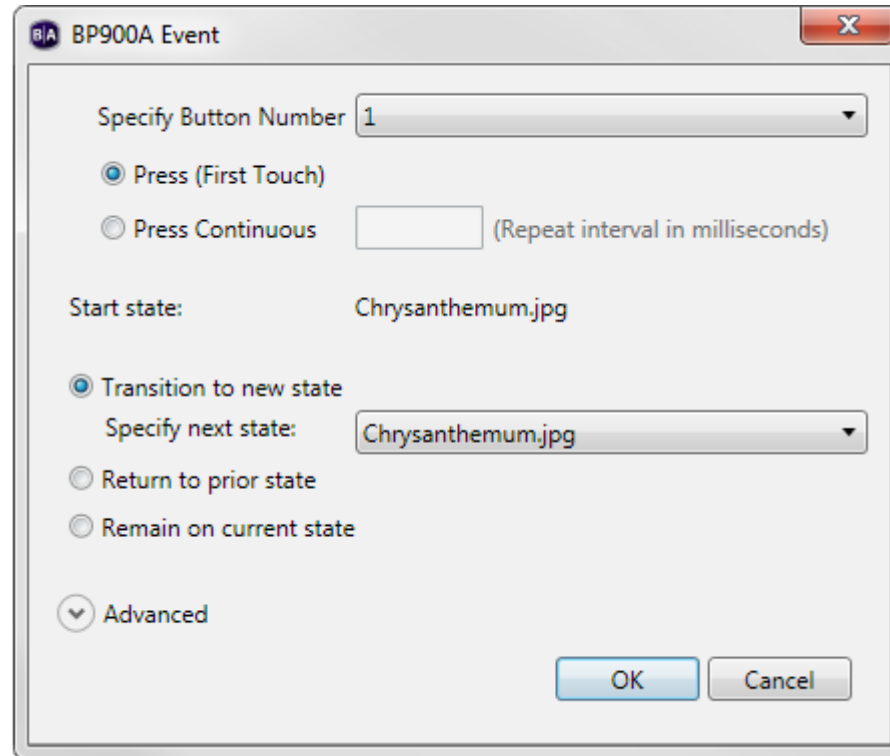 B|A BP900A Event
Specify Button Number 1
Press (First Touch)
Press Continuous (Repeat interval in milliseconds)
Start state: Chrysanthemum.jpg
Transition to new state
Specify next state: Chrysanthemum.jpg
Return to prior state
Remain on current state
Advanced
OK Cancel